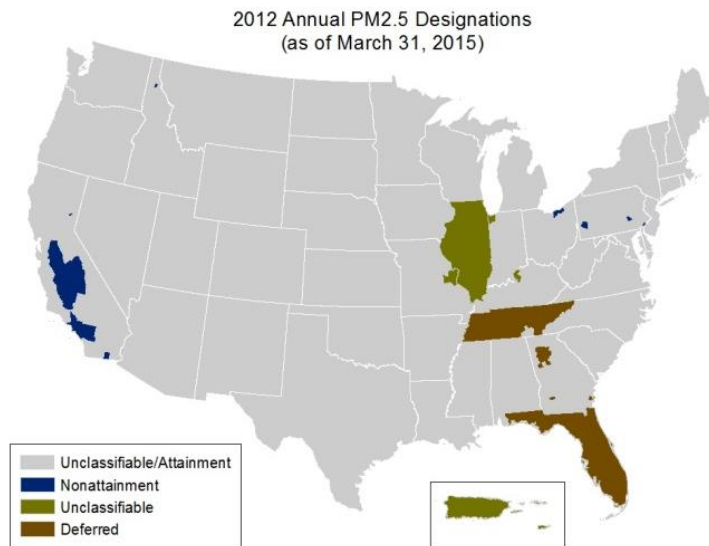 2012 Annual PM2.5 Designations
(as of March 31, 2015)
Unclassifiable/Attainment
Nonattainment
Unclassifiable
Deferred